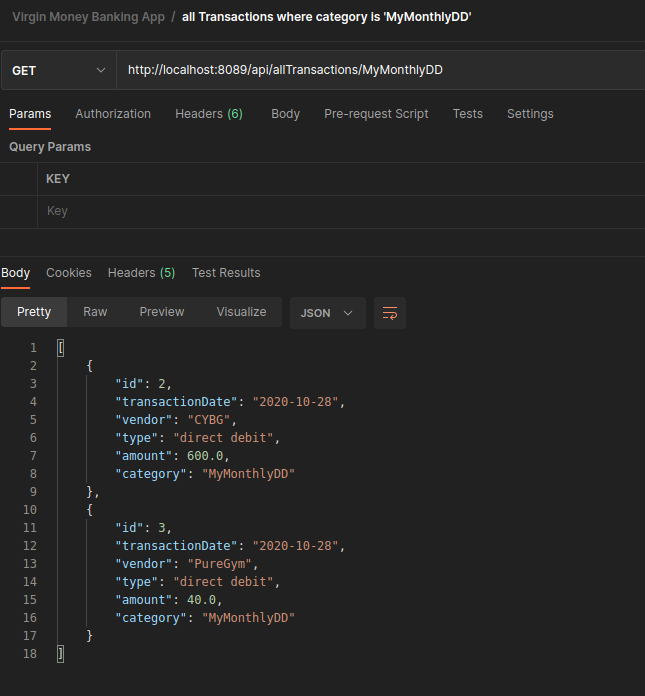 Virgin Money Banking App / all Transactions where category is 'MyMonthlyDD'
GET http://localhost:8089/api/allTransactions/MyMonthlyDD
Params Authorization Headers (6) Body Pre-request Script Tests Settings
Query Params
KEY
Key
Body Cookies Headers (5) Test Results
Pretty Raw Preview Visualize JSON
1 [
2 {
3 "id": 2,
4 "transactionDate": "2020-10-28",
5 "vendor": "CYBG",
6 "type": "direct debit",
7 "amount": 600.0,
8 "category": "MyMonthlyDD"
9 },
10 {
11 "id": 3,
12 "transactionDate": "2020-10-28",
13 "vendor": "PureGym",
14 "type": "direct debit",
15 "amount": 40.0,
16 "category": "MyMonthlyDD"
17 }
18 ]